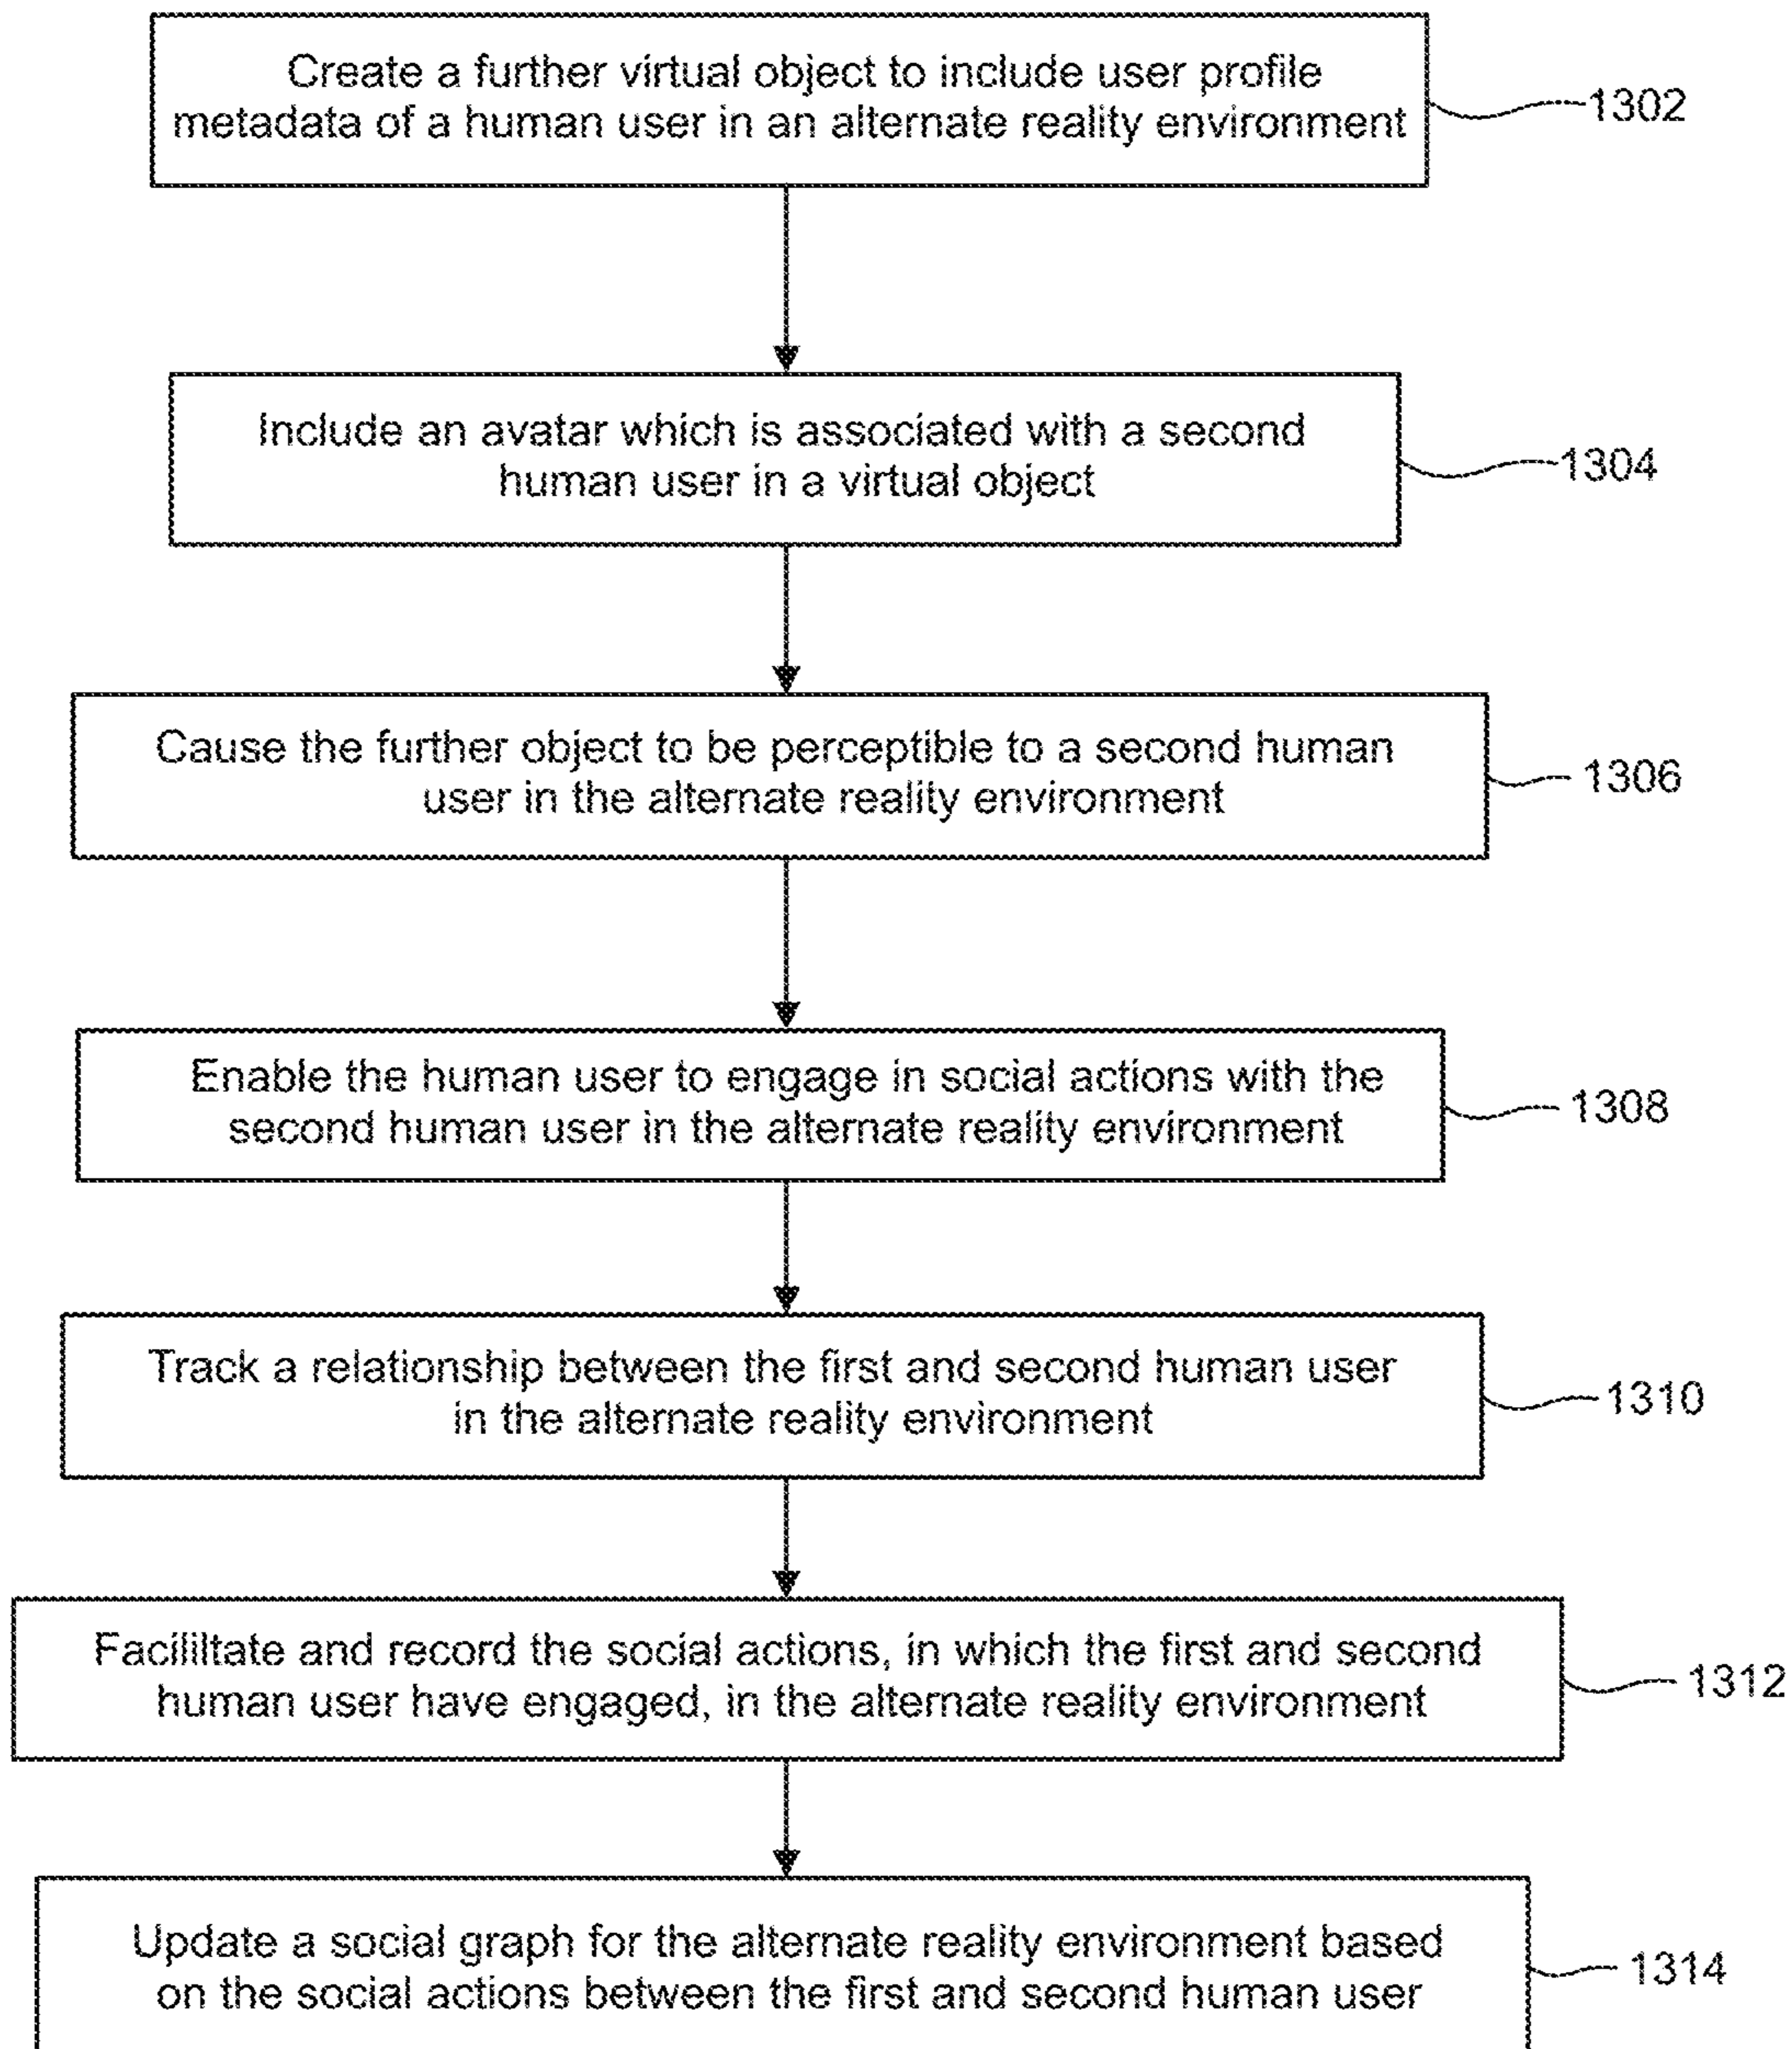 Create a further virtual object to include user profile
metadata of a human user in an alternate reality environment
1302
Include an avatar which is associated with a second
human user in a virtual object
1304
Cause the further object to be perceptible to a second human
user in the alternate reality environment
1306
Enable the human user to engage in social actions with the
second human user in the alternate reality environment
1308
Track a relationship between the first and second human user
in the alternate reality environment
1310
Facililtate and record the social actions, in which the first and second
human user have engaged, in the alternate reality environment
1312
Update a social graph for the alternate reality environment based
on the social actions between the first and second human user
1314